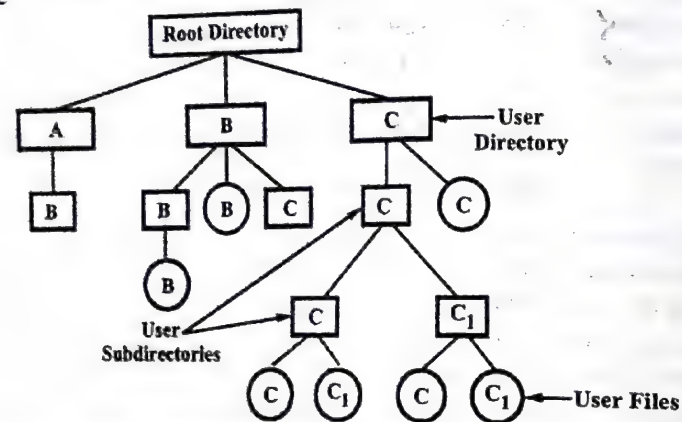 Root Directory
A
B
C
User
Directory
B
B
B
C
C
C
B
User
Subdirectories
C
C₁
C
C₁
C
C₁
User Files